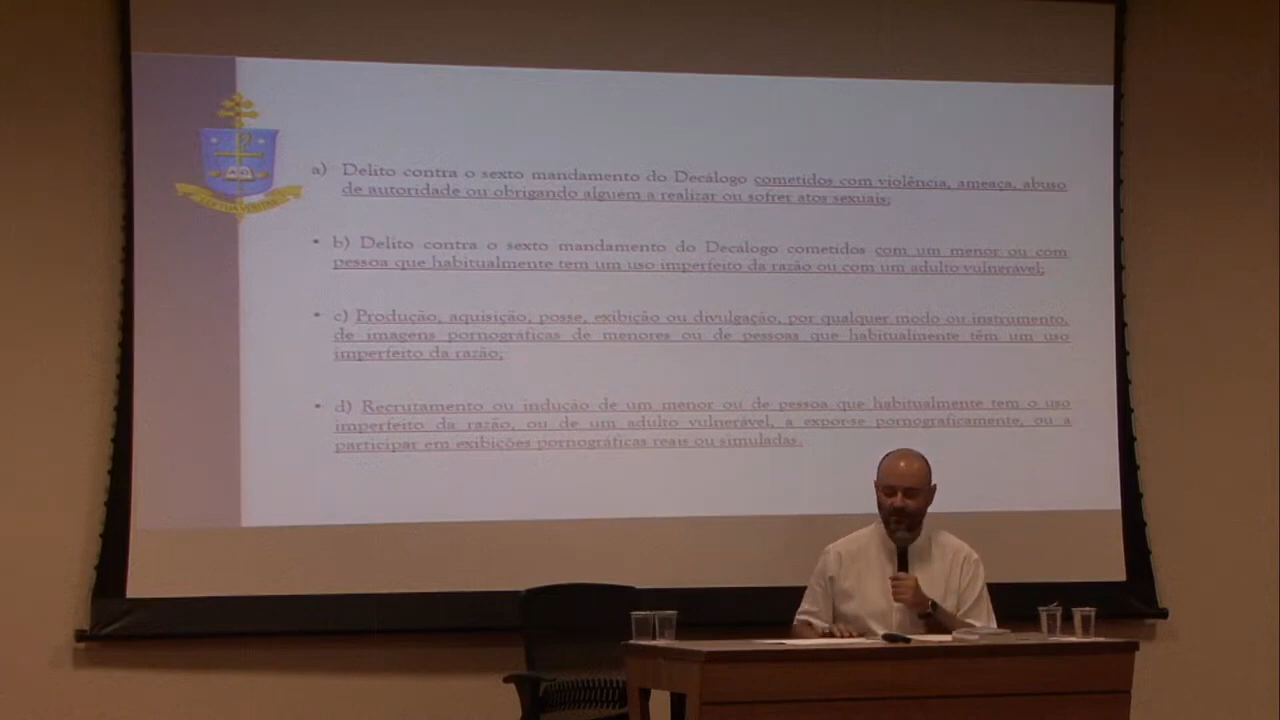 a) Delito contra o sexto mandamento do Decálogo cometidos com violência, ameaça, abuso
de autoridade ou obrigando alguém a realizar ou sofrer atos sexuais;
• b) Delito contra o sexto mandamento do Decálogo cometidos com um menor ou com
pessoa que habitualmente tem um uso imperfeito da razão ou com um adulto vulnerável;
• c) Produção, aquisição, posse, exibição ou divulgação, por qualquer modo ou instrumento,
de imagens pornográficas de menores ou de pessoas que habitualmente têm um uso
imperfeito da razão;
• d) Recrutamento ou indução de um menor ou de pessoa que habitualmente tem o uso
imperfeito da razão, ou de um adulto vulnerável, a expor-se pornograficamente, ou a
participar em exibições pornográficas reais ou simuladas.